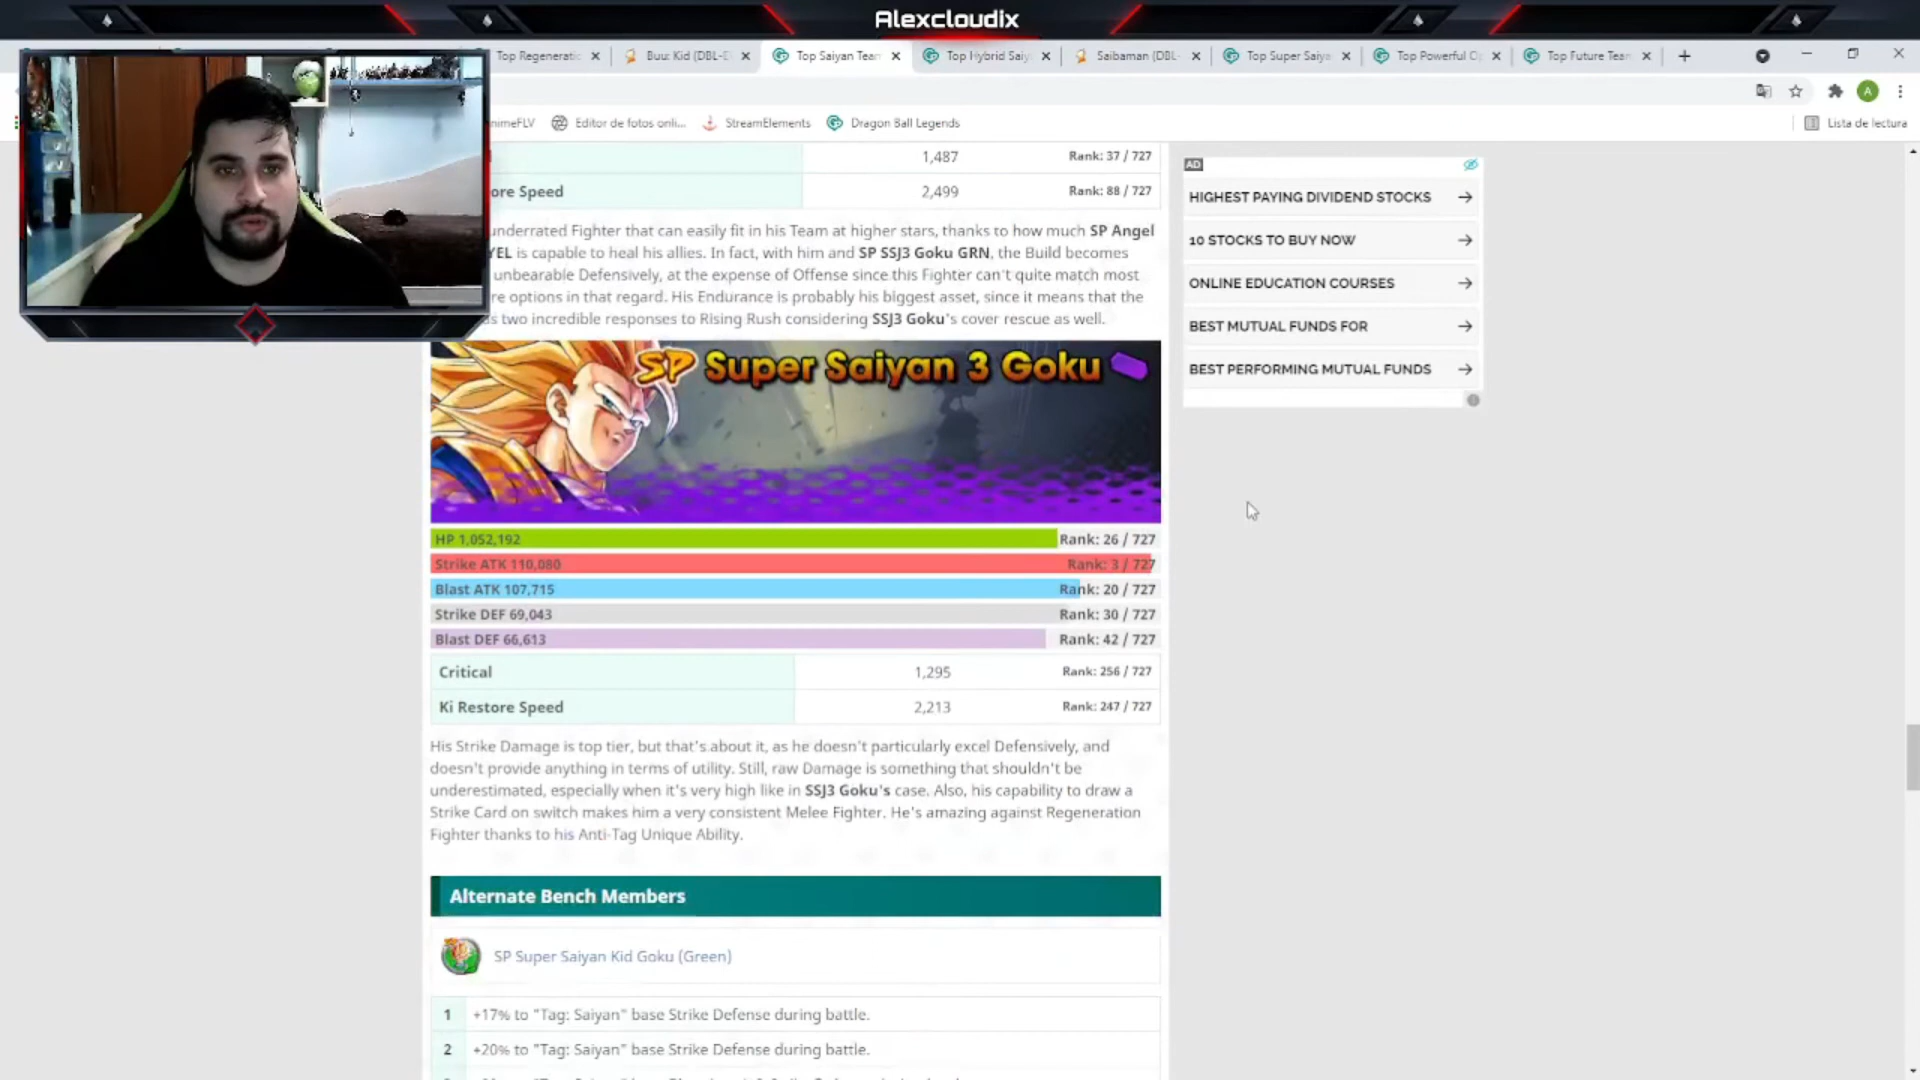 Alexcloudix
Top Regeneratic
Buu: Kid (DBL-E
Top Saiyan Team
Top Hybrid Saiy
Saibaman (DBL-
Top Super Saiya
Top Powerful O
Top Future Team
A
nimeFLV
Editor de fotos onli...
StreamElements
Dragon Ball Legends
Lista de lectura
1,487 Rank: 37 / 727
ore Speed 2,499 Rank: 88 / 727
underrated Fighter that can easily fit in his Team at higher stars, thanks to how much SP Angel
YEL is capable to heal his allies. In fact, with him and SP SSJ3 Goku GRN, the Build becomes
unbearable Defensively, at the expense of Offense since this Fighter can't quite match most
re options in that regard. His Endurance is probably his biggest asset, since it means that the
s two incredible responses to Rising Rush considering SSJ3 Goku's cover rescue as well.
SP Super Saiyan 3 Goku
HP 1,052,192 Rank: 26 / 727
Strike ATK 110,080 Rank: 3 / 727
Blast ATK 107,715 Rank: 20 / 727
Strike DEF 69,043 Rank: 30 / 727
Blast DEF 66,613 Rank: 42 / 727
Critical 1,295 Rank: 256 / 727
Ki Restore Speed 2,213 Rank: 247 / 727
His Strike Damage is top tier, but that's about it, as he doesn't particularly excel Defensively, and
doesn't provide anything in terms of utility. Still, raw Damage is something that shouldn't be
underestimated, especially when it's very high like in SSJ3 Goku's case. Also, his capability to draw a
Strike Card on switch makes him a very consistent Melee Fighter. He's amazing against Regeneration
Fighter thanks to his Anti-Tag Unique Ability.
Alternate Bench Members
SP Super Saiyan Kid Goku (Green)
1 +17% to "Tag: Saiyan" base Strike Defense during battle.
2 +20% to "Tag: Saiyan" base Strike Defense during battle.
AD
HIGHEST PAYING DIVIDEND STOCKS
10 STOCKS TO BUY NOW
ONLINE EDUCATION COURSES
BEST MUTUAL FUNDS FOR
BEST PERFORMING MUTUAL FUNDS